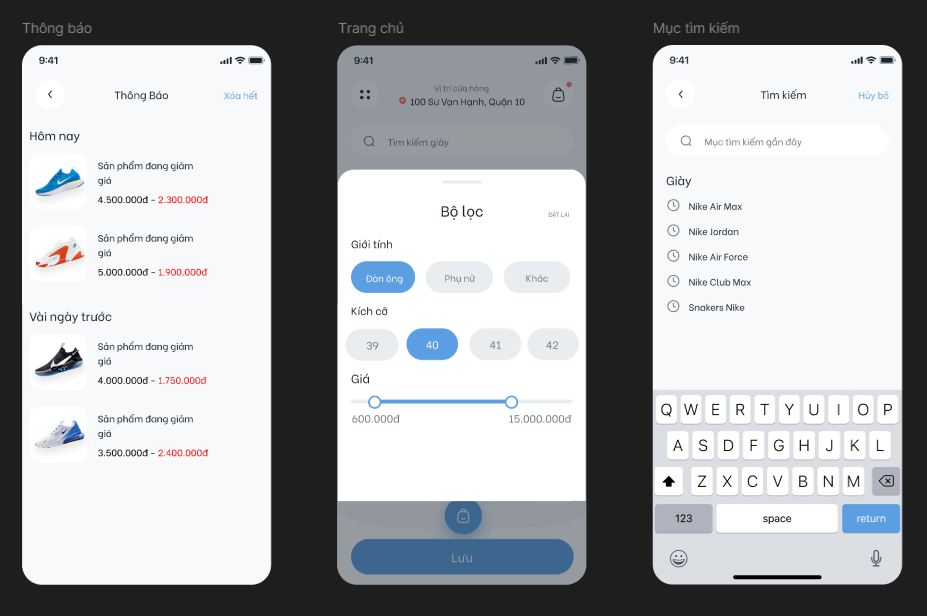 Thông báo
9:41
Thông Báo
Xóa hết
Hôm nay
Sản phẩm đang giảm
giá
4.500.000đ - 2.300.000đ
Sản phẩm đang giảm
giá
5.000.000đ - 1.900.000đ
Vài ngày trước
Sản phẩm đang giảm
giá
4.000.000đ - 1.750.000đ
Sản phẩm đang giảm
giá
3.500.000đ - 2.400.000đ
Trang chủ
9:41
Vị trí cửa hàng
100 Sư Vạn Hạnh, Quận 10
Tìm kiếm giày
Bộ lọc
ĐẶT LẠI
Giới tính
Đàn ông
Phụ nữ
Khác
Kích cỡ
39
40
41
42
Giá
600.000đ
15.000.000đ
Lưu
Mục tìm kiếm
9:41
Tìm kiếm
Hủy bỏ
Mục tìm kiếm gần đây
Giày
Nike Air Max
Nike Jordan
Nike Air Force
Nike Club Max
Snakers Nike
Q W E R T Y U I O P
A S D F G H J K L
Z X C V B N M
123 space return